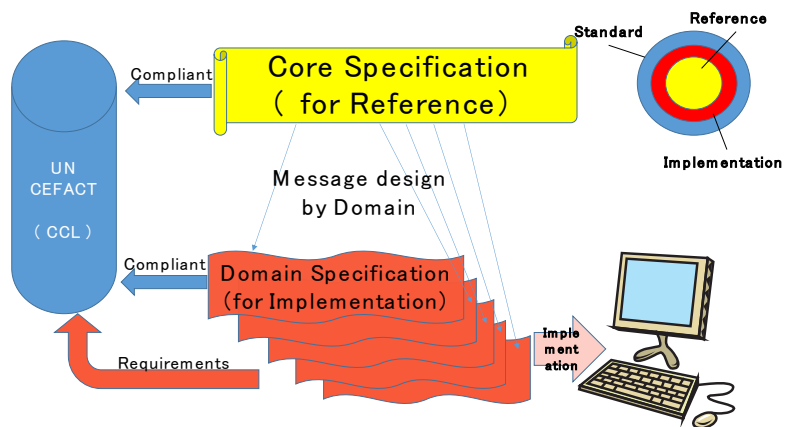 Reference
Standard
Implementation
Core Specification
( for Reference)
Compliant
UN
CEFACT
( CCL )
Message design
by Domain
Compliant
Domain Specification
(for Implementation)
Requirements
Imple
ment
ation